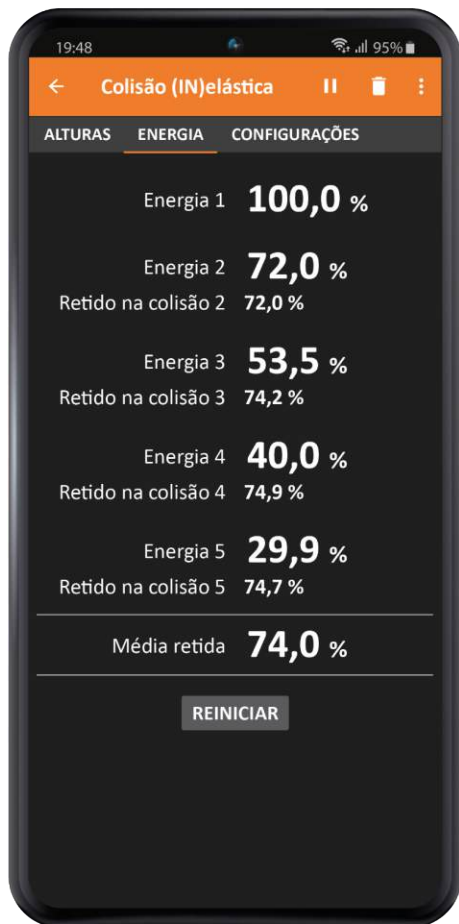 19:48 95%
Colisão (IN)elástica
ALTURAS ENERGIA CONFIGURAÇÕES
Energia 1 100,0 %
Energia 2 72,0 %
Retido na colisão 2 72,0 %
Energia 3 53,5 %
Retido na colisão 3 74,2 %
Energia 4 40,0 %
Retido na colisão 4 74,9 %
Energia 5 29,9 %
Retido na colisão 5 74,7 %
Média retida 74,0 %
REINICIAR